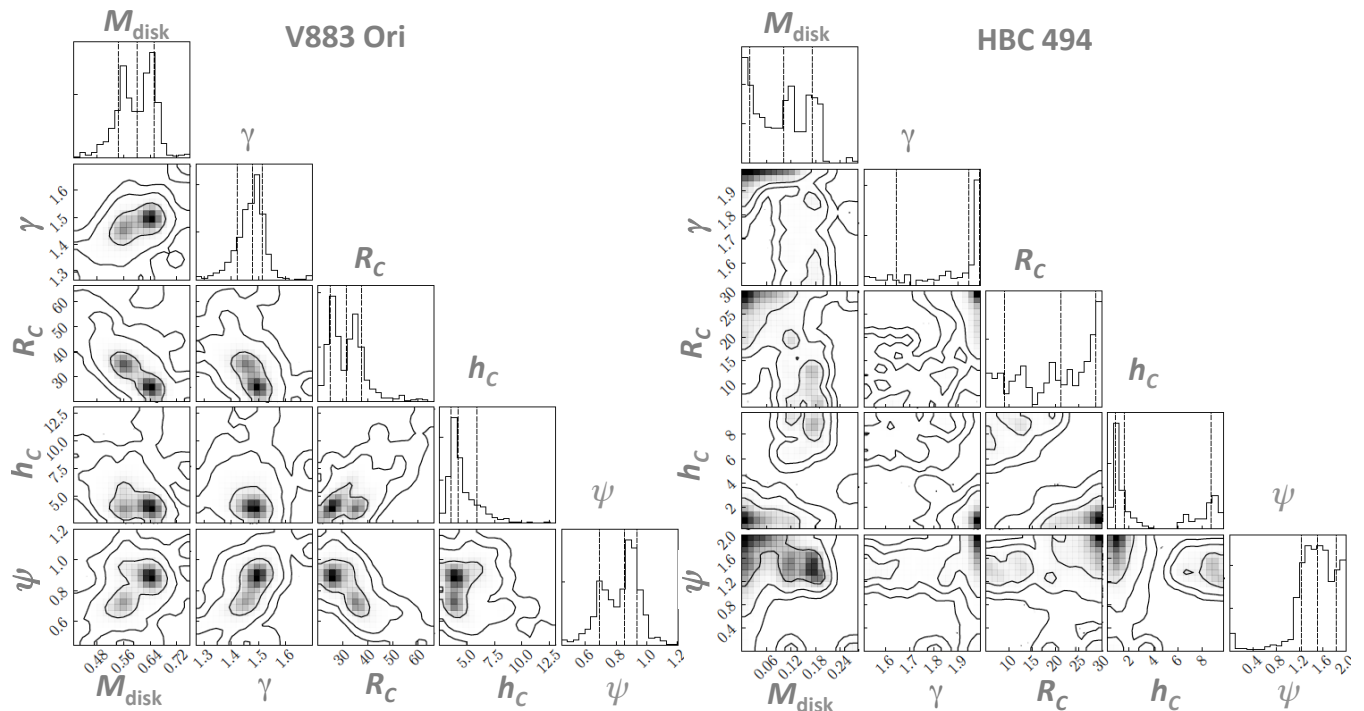 M_disk
V883 Ori
γ
R_C
h_C
ψ
γ
1.6
1.5
1.4
1.3
R_C
60
50
40
30
h_C
12.5
10.0
7.5
5.0
ψ
1.2
1.0
0.8
0.6
0.48 0.56 0.64 0.72
1.3 1.4 1.5 1.6
30 40 50 60
5.0 7.5 10.0 12.5
0.6 0.8 1.0 1.2
M_disk γ R_C h_C ψ
M_disk
HBC 494
γ
R_C
h_C
ψ
γ
1.9
1.8
1.7
1.6
R_C
30
25
20
15
10
h_C
8
6
4
2
ψ
2.0
1.6
1.2
0.8
0.4
0.06 0.12 0.18 0.24
1.6 1.7 1.8 1.9
10 15 20 25 30
2 4 6 8
0.4 0.8 1.2 1.6 2.0
M_disk γ R_C h_C ψ